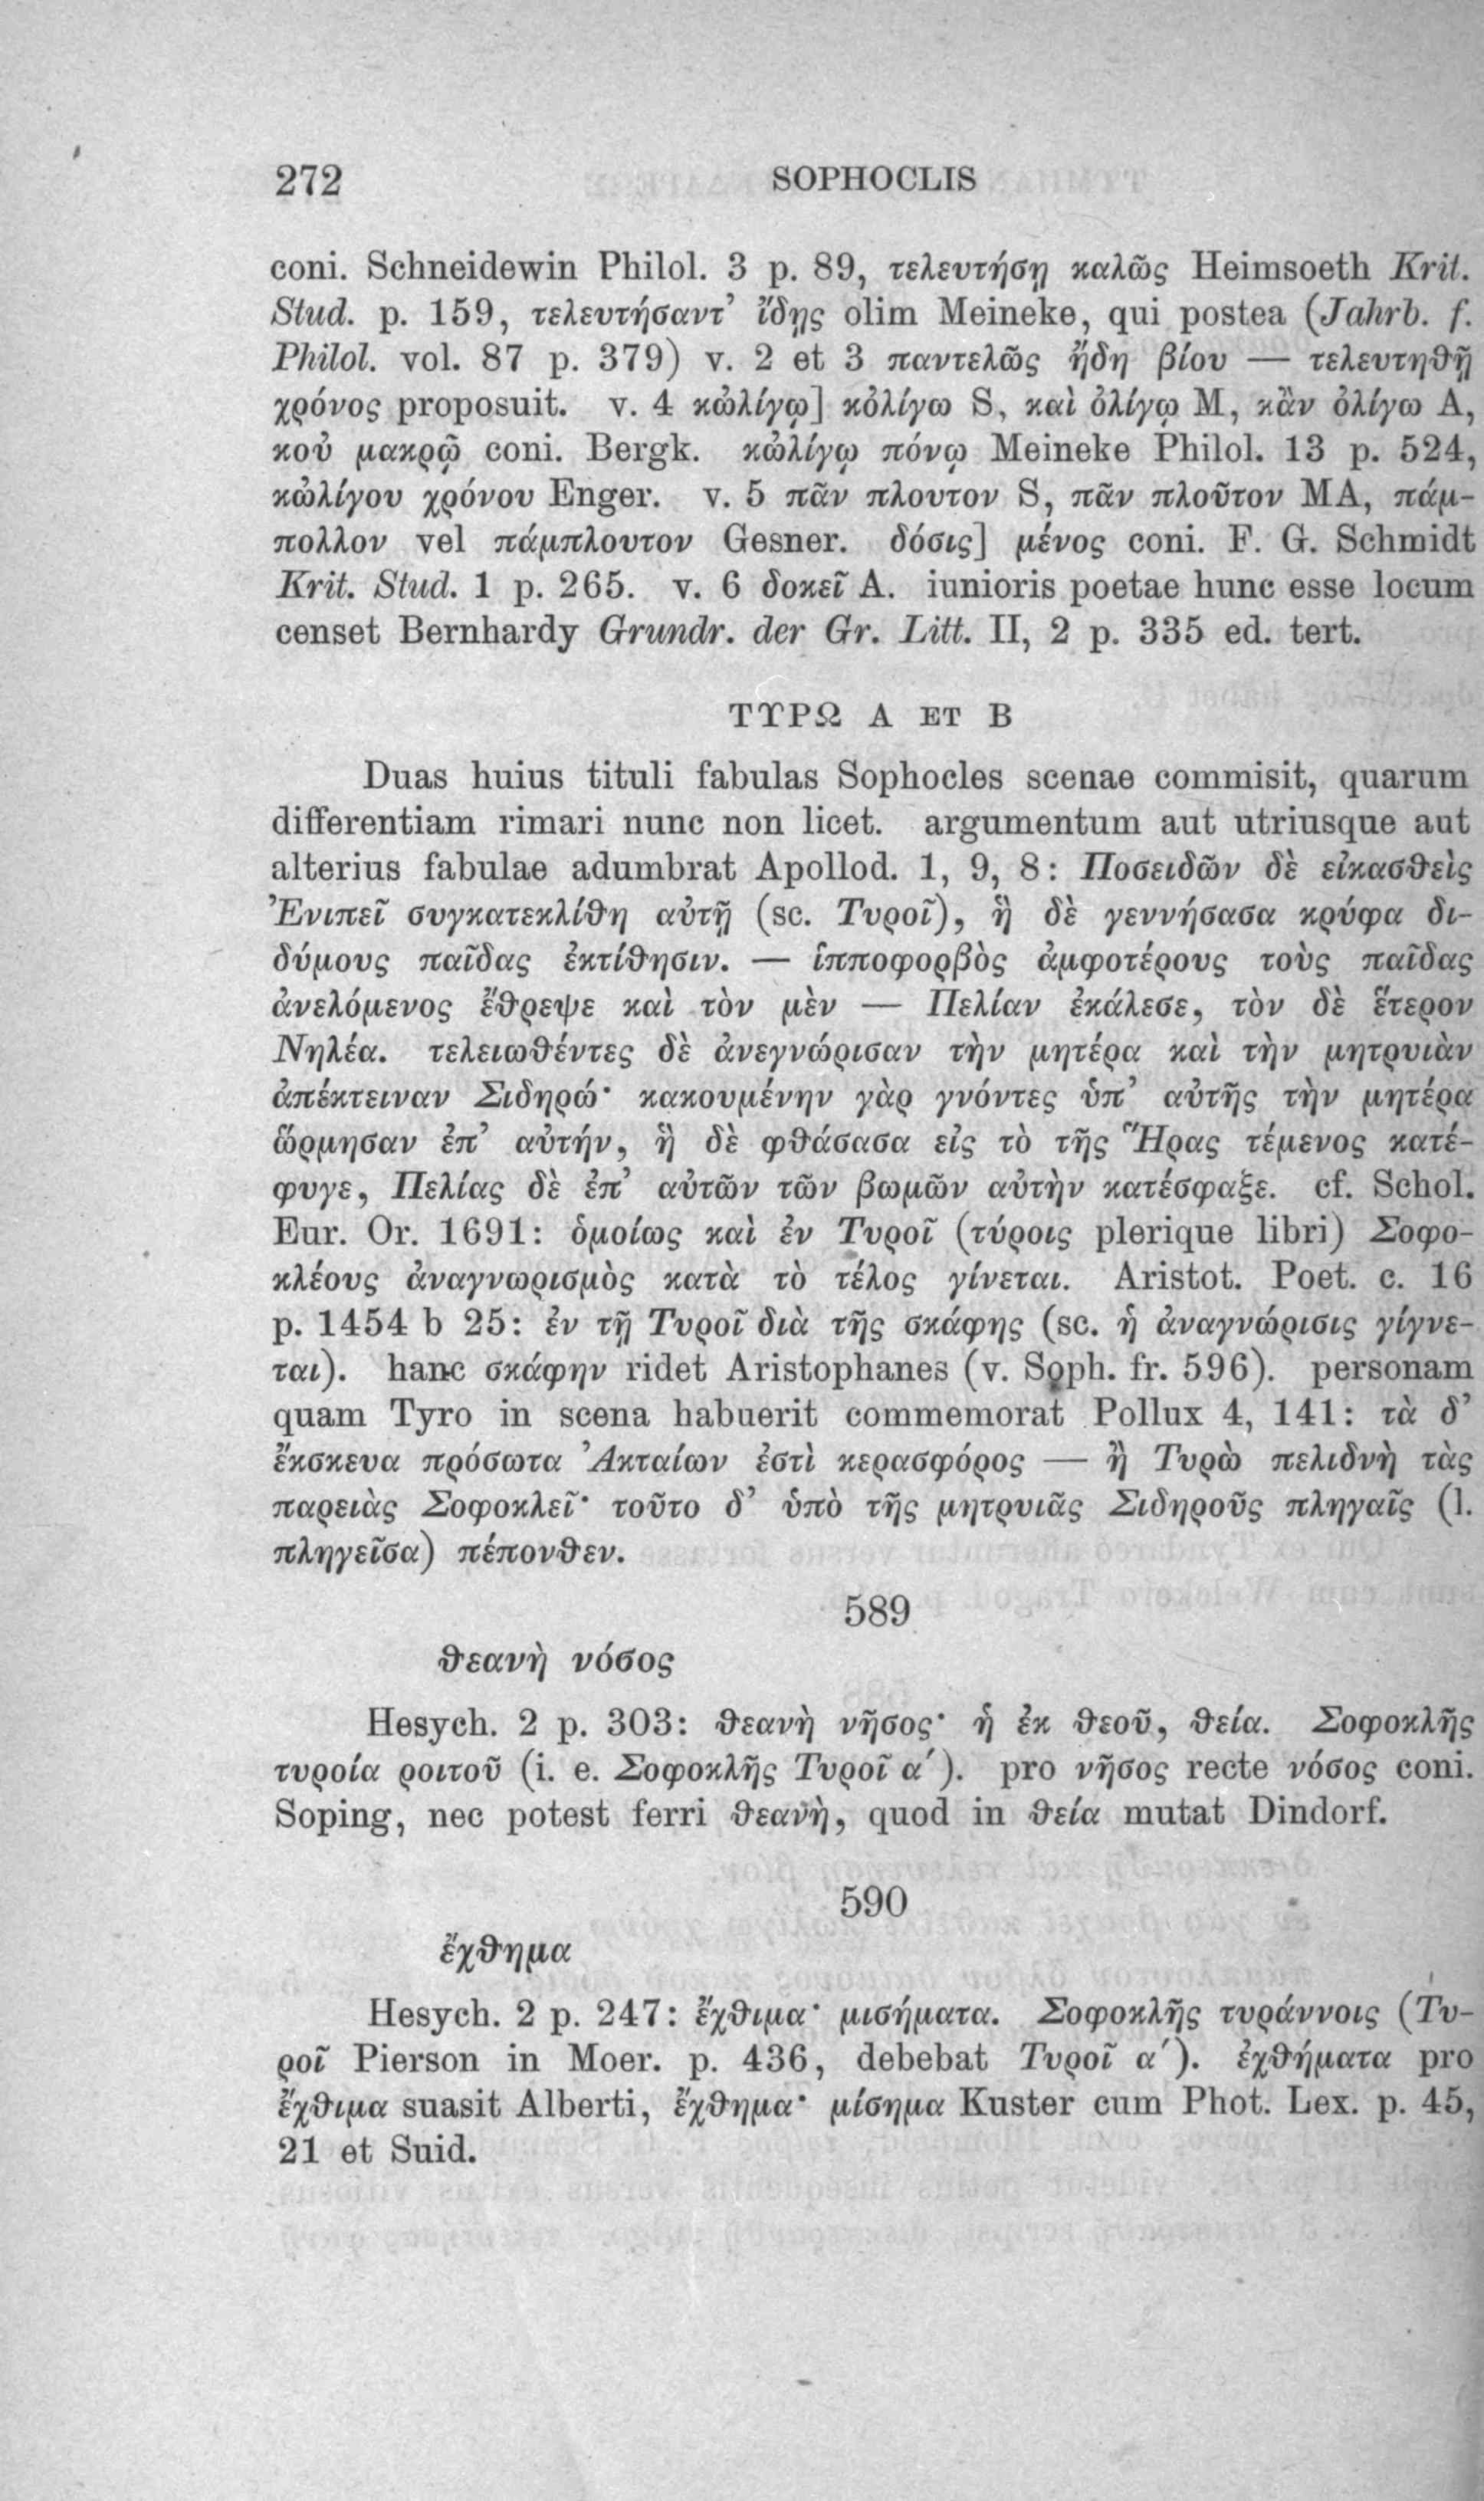 272 SOPHOCLIS
coni. Schneidewin Philol. 3 p. 89, τελευτήσῃ καλῶς Heimsoeth Krit.
Stud. p. 159, τελευτήσαντ’ ἴδῃς olim Meineke, qui postea (Jahrb. f.
Philol. vol. 87 p. 379) v. 2 et 3 παντελῶς ἤδη βίου — τελευτηθῇ
χρόνος proposuit. v. 4 κὠλίγῳ] κὀλίγω S, καὶ ὀλίγῳ M, κἂν ὀλίγω A,
κοὐ μακρῷ coni. Bergk. κὠλίγῳ πόνῳ Meineke Philol. 13 p. 524,
κὠλίγου χρόνου Enger. v. 5 πᾶν πλουτον S, πᾶν πλοῦτον MA, πάμ-
πολλον vel πάμπλουτον Gesner. δόσις] μένος coni. F. G. Schmidt
Krit. Stud. 1 p. 265. v. 6 δοκεῖ A. iunioris poetae hunc esse locum
censet Bernhardy Grundr. der Gr. Litt. II, 2 p. 335 ed. tert.
ΤΥΡΩ Α ET Β
Duas huius tituli fabulas Sophocles scenae commisit, quarum
differentiam rimari nunc non licet. argumentum aut utriusque aut
alterius fabulae adumbrat Apollod. 1, 9, 8: Ποσειδῶν δὲ εἰκασθεὶς
Ἐνιπεῖ συγκατεκλίθη αὐτῇ (sc. Τυροῖ), ἣ δὲ γεννήσασα κρύφα δι-
δύμους παῖδας ἐκτίθησιν. — ἱπποφορβὸς ἀμφοτέρους τοὺς παῖδας
ἀνελόμενος ἔθρεψε καὶ τὸν μὲν — Πελίαν ἐκάλεσε, τὸν δὲ ἕτερον
Νηλέα. τελειωθέντες δὲ ἀνεγνώρισαν τὴν μητέρα καὶ τὴν μητρυιὰν
ἀπέκτειναν Σιδηρώ· κακουμένην γὰρ γνόντες ὑπ’ αὐτῆς τὴν μητέρα
ὥρμησαν ἐπ’ αὐτήν, ἣ δὲ φθάσασα εἰς τὸ τῆς Ἥρας τέμενος κατέ-
φυγε, Πελίας δὲ ἐπ’ αὐτῶν τῶν βωμῶν αὐτὴν κατέσφαξε. cf. Schol.
Eur. Or. 1691: ὁμοίως καὶ ἐν Τυροῖ (τύροις plerique libri) Σοφο-
κλέους ἀναγνωρισμὸς κατὰ τὸ τέλος γίνεται. Aristot. Poet. c. 16
p. 1454 b 25: ἐν τῇ Τυροῖ διὰ τῆς σκάφης (sc. ἡ ἀναγνώρισις γίγνε-
ται). hanc σκάφην ridet Aristophanes (v. Soph. fr. 596). personam
quam Tyro in scena habuerit commemorat Pollux 4, 141: τὰ δ’
ἔκσκευα πρόσωτα Ἀκταίων ἐστὶ κερασφόρος — ἢ Τυρὼ πελιδνὴ τὰς
παρειὰς Σοφοκλεῖ· τοῦτο δ’ ὑπὸ τῆς μητρυιᾶς Σιδηροῦς πληγαῖς (l.
πληγεῖσα) πέπονθεν.
589
θεανὴ νόσος
Hesych. 2 p. 303: θεανὴ νῆσος· ἡ ἐκ θεοῦ, θεία. Σοφοκλῆς
τυροία ροιτοῦ (i. e. Σοφοκλῆς Τυροῖ α΄). pro νῆσος recte νόσος coni.
Soping, nec potest ferri θεανὴ, quod in θεία mutat Dindorf.
590
ἔχθημα
Hesych. 2 p. 247: ἔχθιμα· μισήματα. Σοφοκλῆς τυράννοις (Τυ-
ροῖ Pierson in Moer. p. 436, debebat Τυροῖ α΄). ἐχθήματα pro
ἔχθιμα suasit Alberti, ἔχθημα· μίσημα Kuster cum Phot. Lex. p. 45,
21 et Suid.